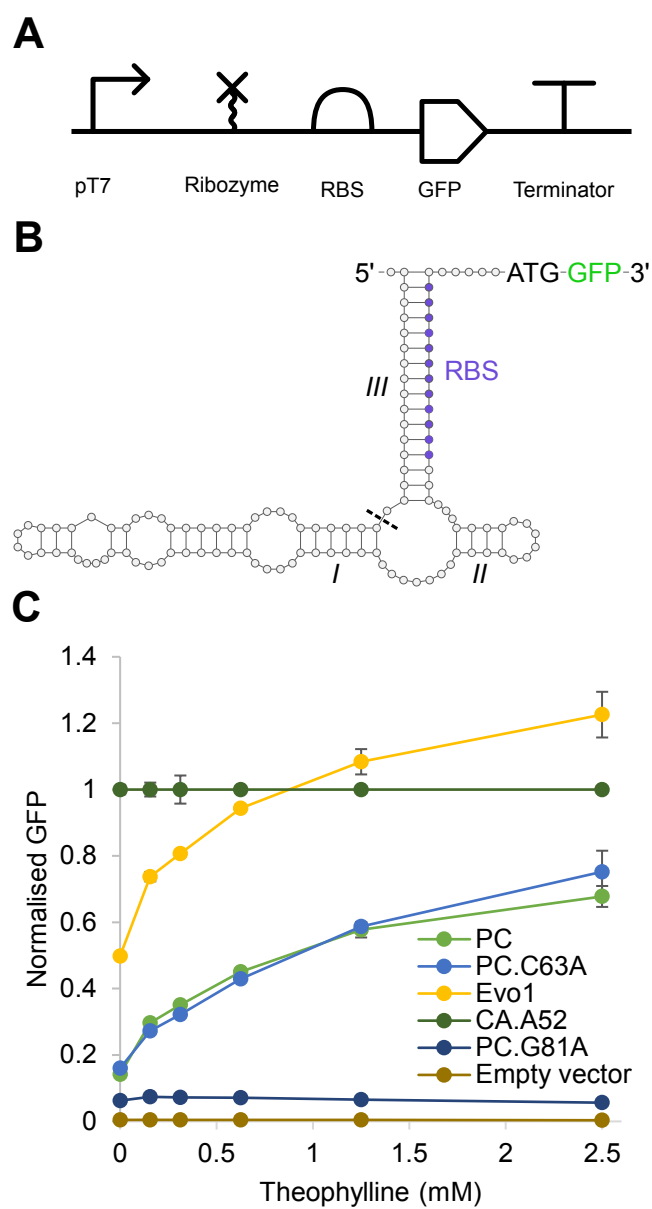 A
pT7 Ribozyme RBS GFP Terminator
B
5' ATG-GFP-3'
RBS
III
I II
C
1.4
1.2
1
0.8
0.6
0.4
0.2
0
Normalised GFP
PC
PC.C63A
Evo1
CA.A52
PC.G81A
Empty vector
0 0.5 1 1.5 2 2.5
Theophylline (mM)